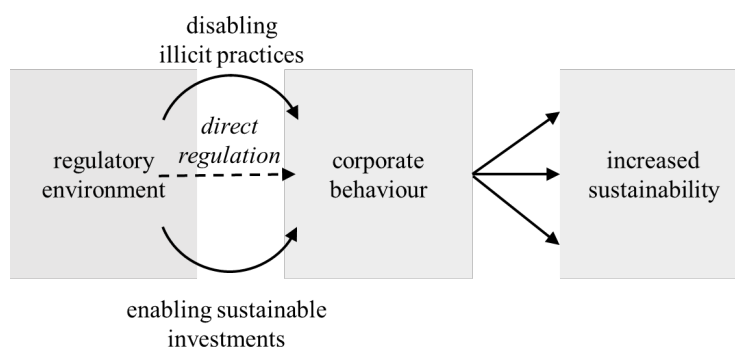 disabling
illicit practices
direct
regulation
regulatory
environment
corporate
behaviour
increased
sustainability
enabling sustainable
investments